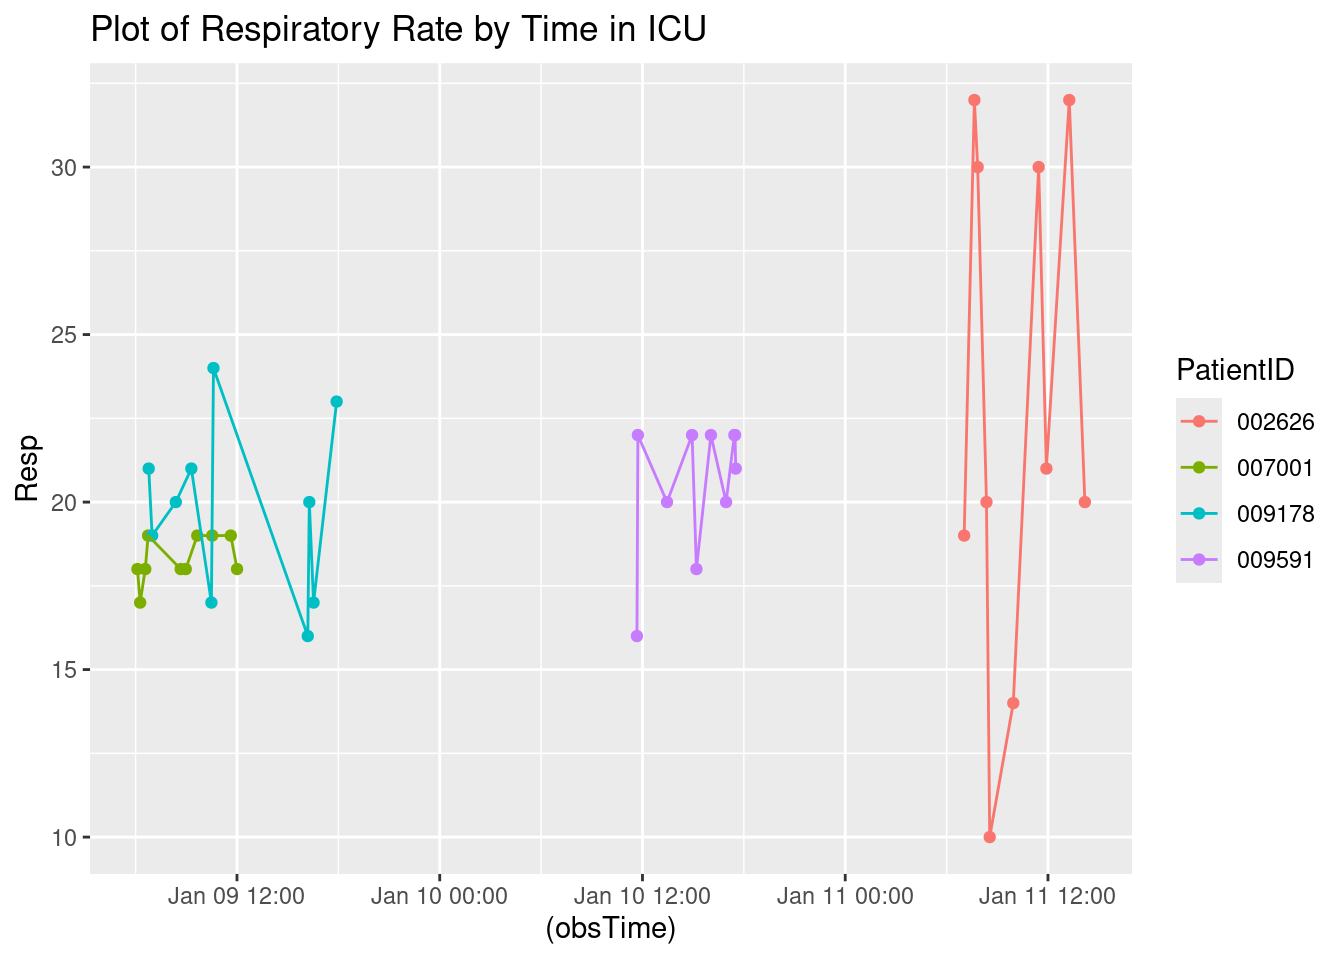 Plot of Respiratory Rate by Time in ICU
Resp
30
25
20
15
10
Jan 09 12:00
Jan 10 00:00
Jan 10 12:00
Jan 11 00:00
Jan 11 12:00
(obsTime)
PatientID
002626
007001
009178
009591